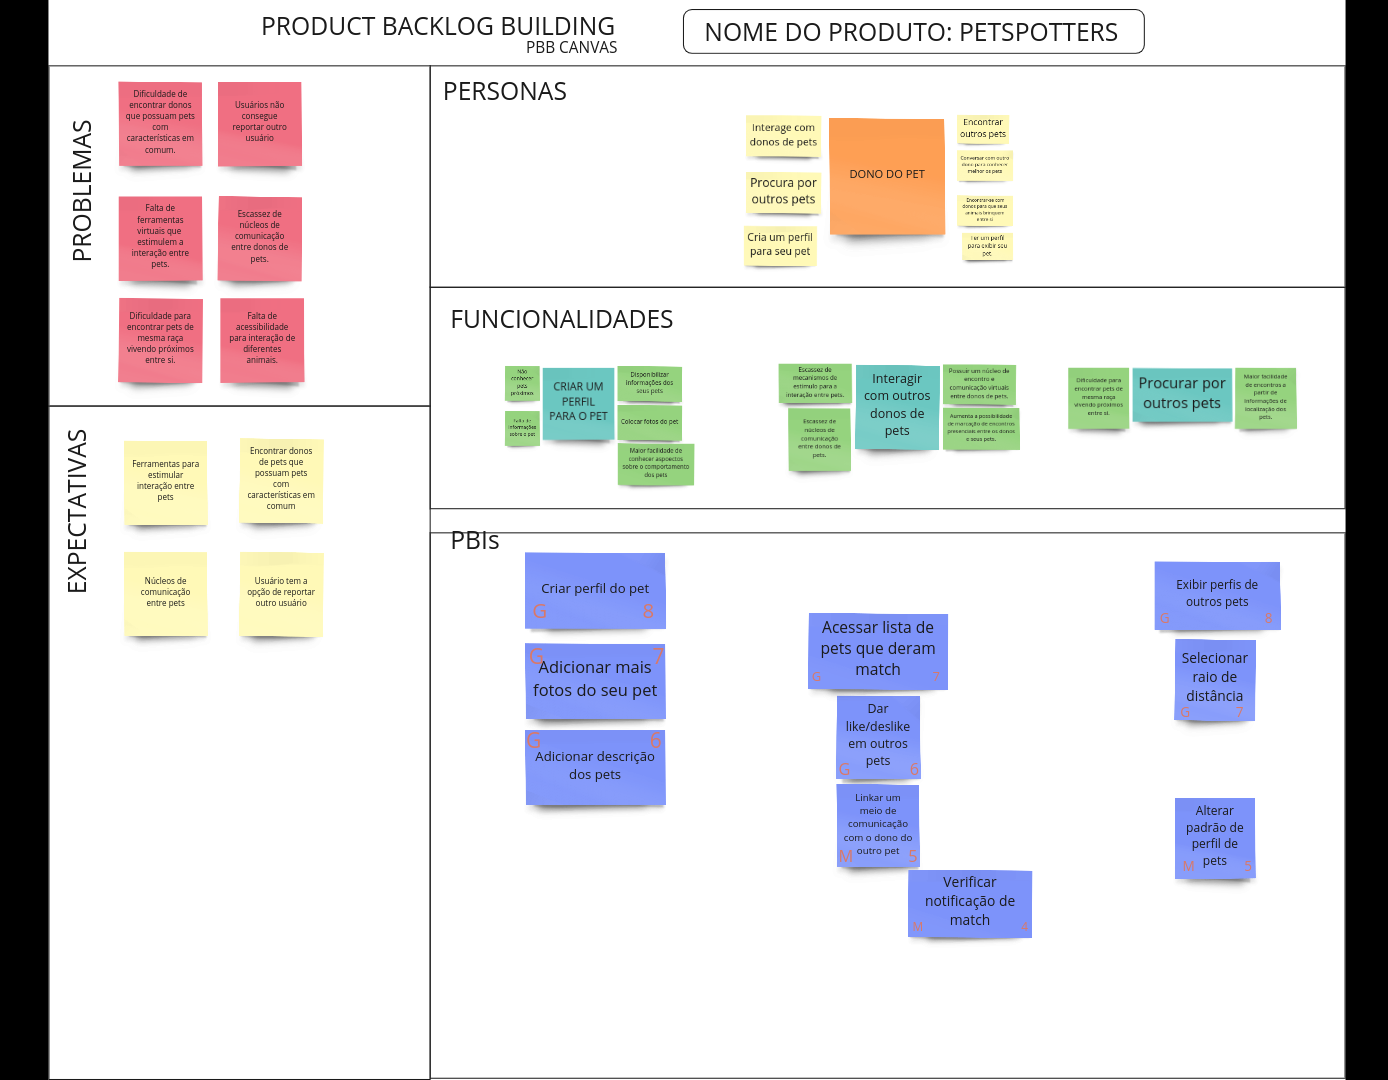 PRODUCT BACKLOG BUILDING
PBB CANVAS
NOME DO PRODUTO: PETSPOTTERS
PROBLEMAS
Dificuldade de
encontrar donos
que possuam pets
com
características em
comum.
Usuários não
consegue
reportar outro
usuário
Falta de
ferramentas
virtuais que
estimulem a
interação entre
pets.
Escassez de
núcleos de
comunicação
entre donos de
pets.
Dificuldade para
encontrar pets de
mesma raça
vivendo próximos
entre si.
Falta de
acessibilidade
para interação de
diferentes
animais.
EXPECTATIVAS
Ferramentas para
estimular
interação entre
pets
Encontrar donos
de pets que
possuam pets
com
características em
comum
Núcleos de
comunicação
entre pets
Usuário tem a
opção de reportar
outro usuário
PERSONAS
Interage com
donos de pets
Procura por
outros pets
Cria um perfil
para seu pet
DONO DO PET
Encontrar
outros pets
Conversar com outro
dono para conhecer
melhor os pets
Encontrar-se com
donos para que seus
animais brinquem
entre si
Ter um perfil
para exibir seu
pet
FUNCIONALIDADES
Não
conhecer
pets
próximos
Falta de
informações
sobre o pet
CRIAR UM
PERFIL
PARA O PET
Disponibilizar
informações dos
seus pets
Colocar fotos do pet
Maior facilidade de
conhecer aspoectos
sobre o comportamento
dos pets
Escassez de
mecanismos de
estimulo para a
interação entre pets.
Escassez de
núcleos de
comunicação
entre donos de
pets.
Interagir
com outros
donos de
pets
Possuir um núcleo de
encontro e
comunicação virtuais
entre donos de pets.
Aumenta a possibilidade
de marcação de encontros
presenciais entre os donos
e seus pets.
Dificuldade para
encontrar pets de
mesma raça
vivendo próximos
entre si.
Procurar por
outros pets
Maior facilidade
de encontros a
partir de
informações de
localização dos
pets.
PBIs
Criar perfil do pet
G 8
G 7
Adicionar mais
fotos do seu pet
G 6
Adicionar descrição
dos pets
Acessar lista de
pets que deram
match
G 7
Dar
like/deslike
em outros
pets
G 6
Linkar um
meio de
comunicação
com o dono do
outro pet
M 5
Verificar
notificação de
match
M 4
Exibir perfis de
outros pets
G 8
Selecionar
raio de
distância
G 7
Alterar
padrão de
perfil de
pets
M 5